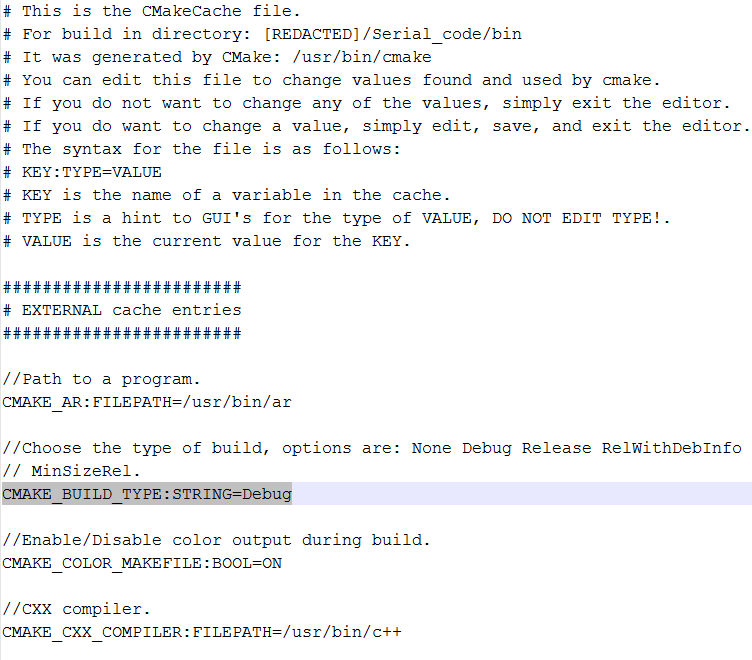 # This is the CMakeCache file.
# For build in directory: [REDACTED]/Serial_code/bin
# It was generated by CMake: /usr/bin/cmake
# You can edit this file to change values found and used by cmake.
# If you do not want to change any of the values, simply exit the editor.
# If you do want to change a value, simply edit, save, and exit the editor.
# The syntax for the file is as follows:
# KEY:TYPE=VALUE
# KEY is the name of a variable in the cache.
# TYPE is a hint to GUI's for the type of VALUE, DO NOT EDIT TYPE!.
# VALUE is the current value for the KEY.
########################
# EXTERNAL cache entries
########################
//Path to a program.
CMAKE_AR:FILEPATH=/usr/bin/ar
//Choose the type of build, options are: None Debug Release RelWithDebInfo
// MinSizeRel.
CMAKE_BUILD_TYPE:STRING=Debug
//Enable/Disable color output during build.
CMAKE_COLOR_MAKEFILE:BOOL=ON
//CXX compiler.
CMAKE_CXX_COMPILER:FILEPATH=/usr/bin/c++